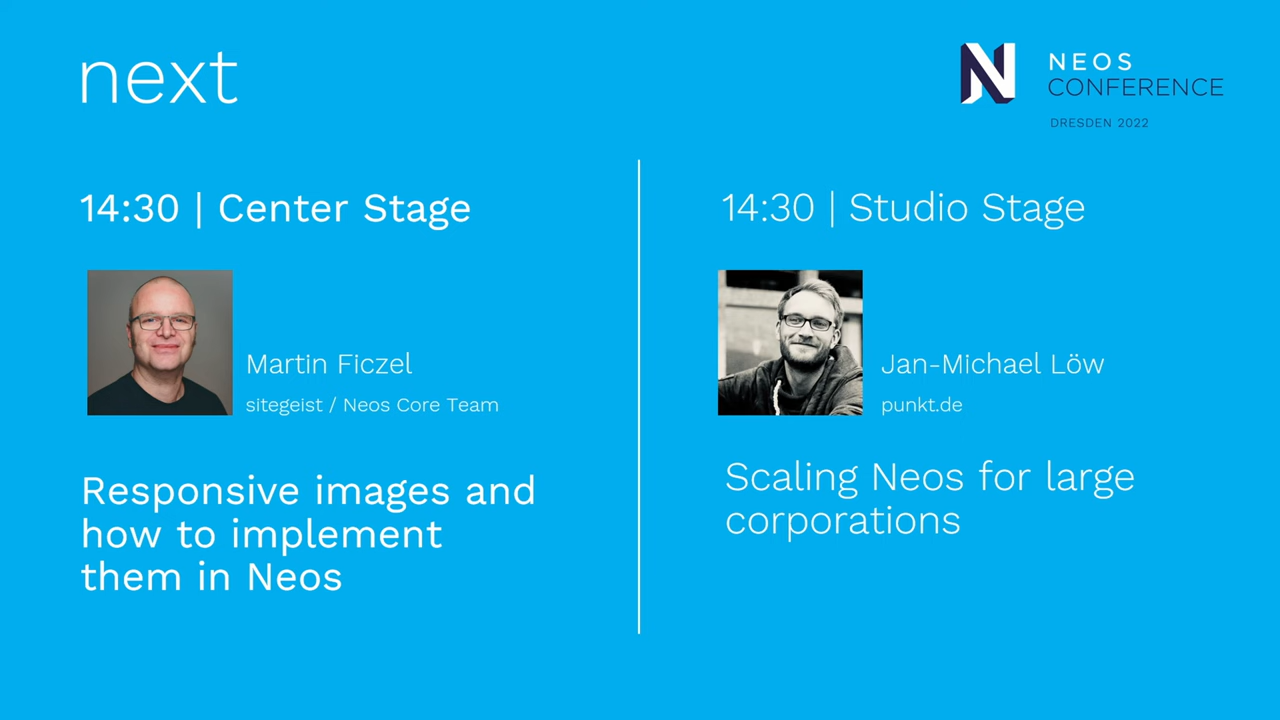 next
NEOS
CONFERENCE
DRESDEN 2022
14:30 | Center Stage
Martin Ficzel
sitegeist / Neos Core Team
Responsive images and
how to implement
them in Neos
14:30 | Studio Stage
Jan-Michael Löw
punkt.de
Scaling Neos for large
corporations